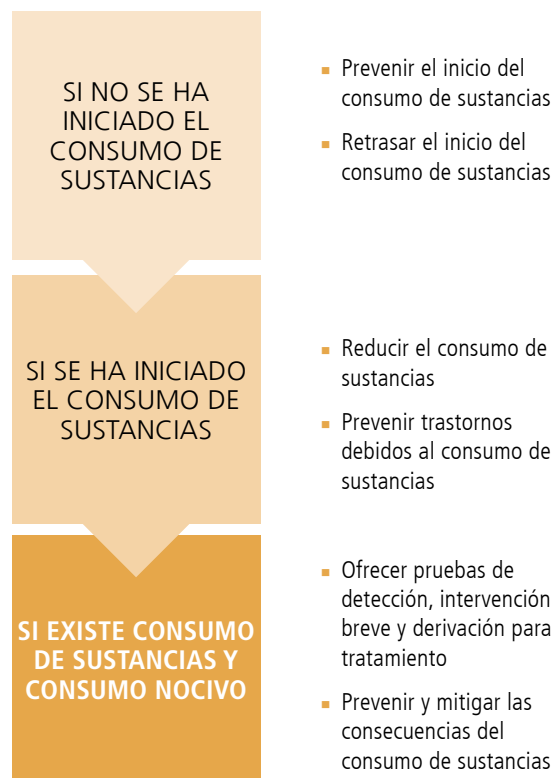 SI NO SE HA
INICIADO EL
CONSUMO DE
SUSTANCIAS
▪ Prevenir el inicio del
consumo de sustancias
▪ Retrasar el inicio del
consumo de sustancias
SI SE HA INICIADO
EL CONSUMO DE
SUSTANCIAS
▪ Reducir el consumo de
sustancias
▪ Prevenir trastornos
debidos al consumo de
sustancias
SI EXISTE CONSUMO
DE SUSTANCIAS Y
CONSUMO NOCIVO
▪ Ofrecer pruebas de
detección, intervención
breve y derivación para
tratamiento
▪ Prevenir y mitigar las
consecuencias del
consumo de sustancias